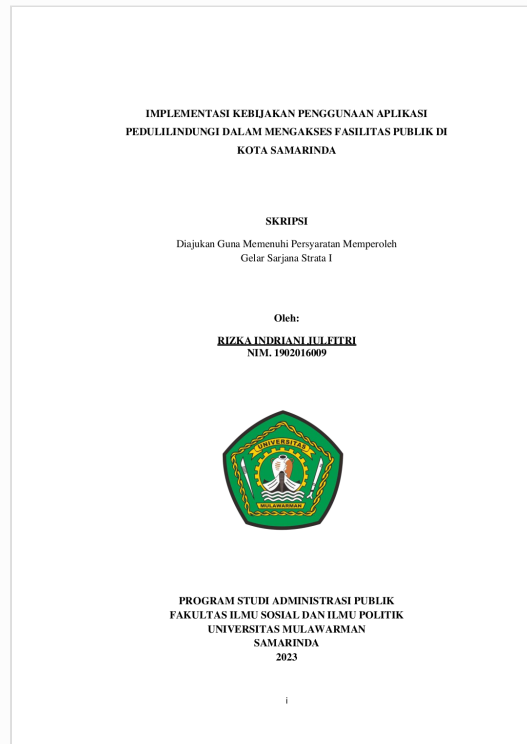 IMPLEMENTASI KEBIJAKAN PENGGUNAAN APLIKASI
PEDULILINDUNGI DALAM MENGAKSES FASILITAS PUBLIK DI
KOTA SAMARINDA
SKRIPSI
Diajukan Guna Memenuhi Persyaratan Memperoleh
Gelar Sarjana Strata I
Oleh:
RIZKA INDRIANI JULFITRI
NIM. 1902016009
UNIVERSITAS
MULAWARMAN
PROGRAM STUDI ADMINISTRASI PUBLIK
FAKULTAS ILMU SOSIAL DAN ILMU POLITIK
UNIVERSITAS MULAWARMAN
SAMARINDA
2023
i